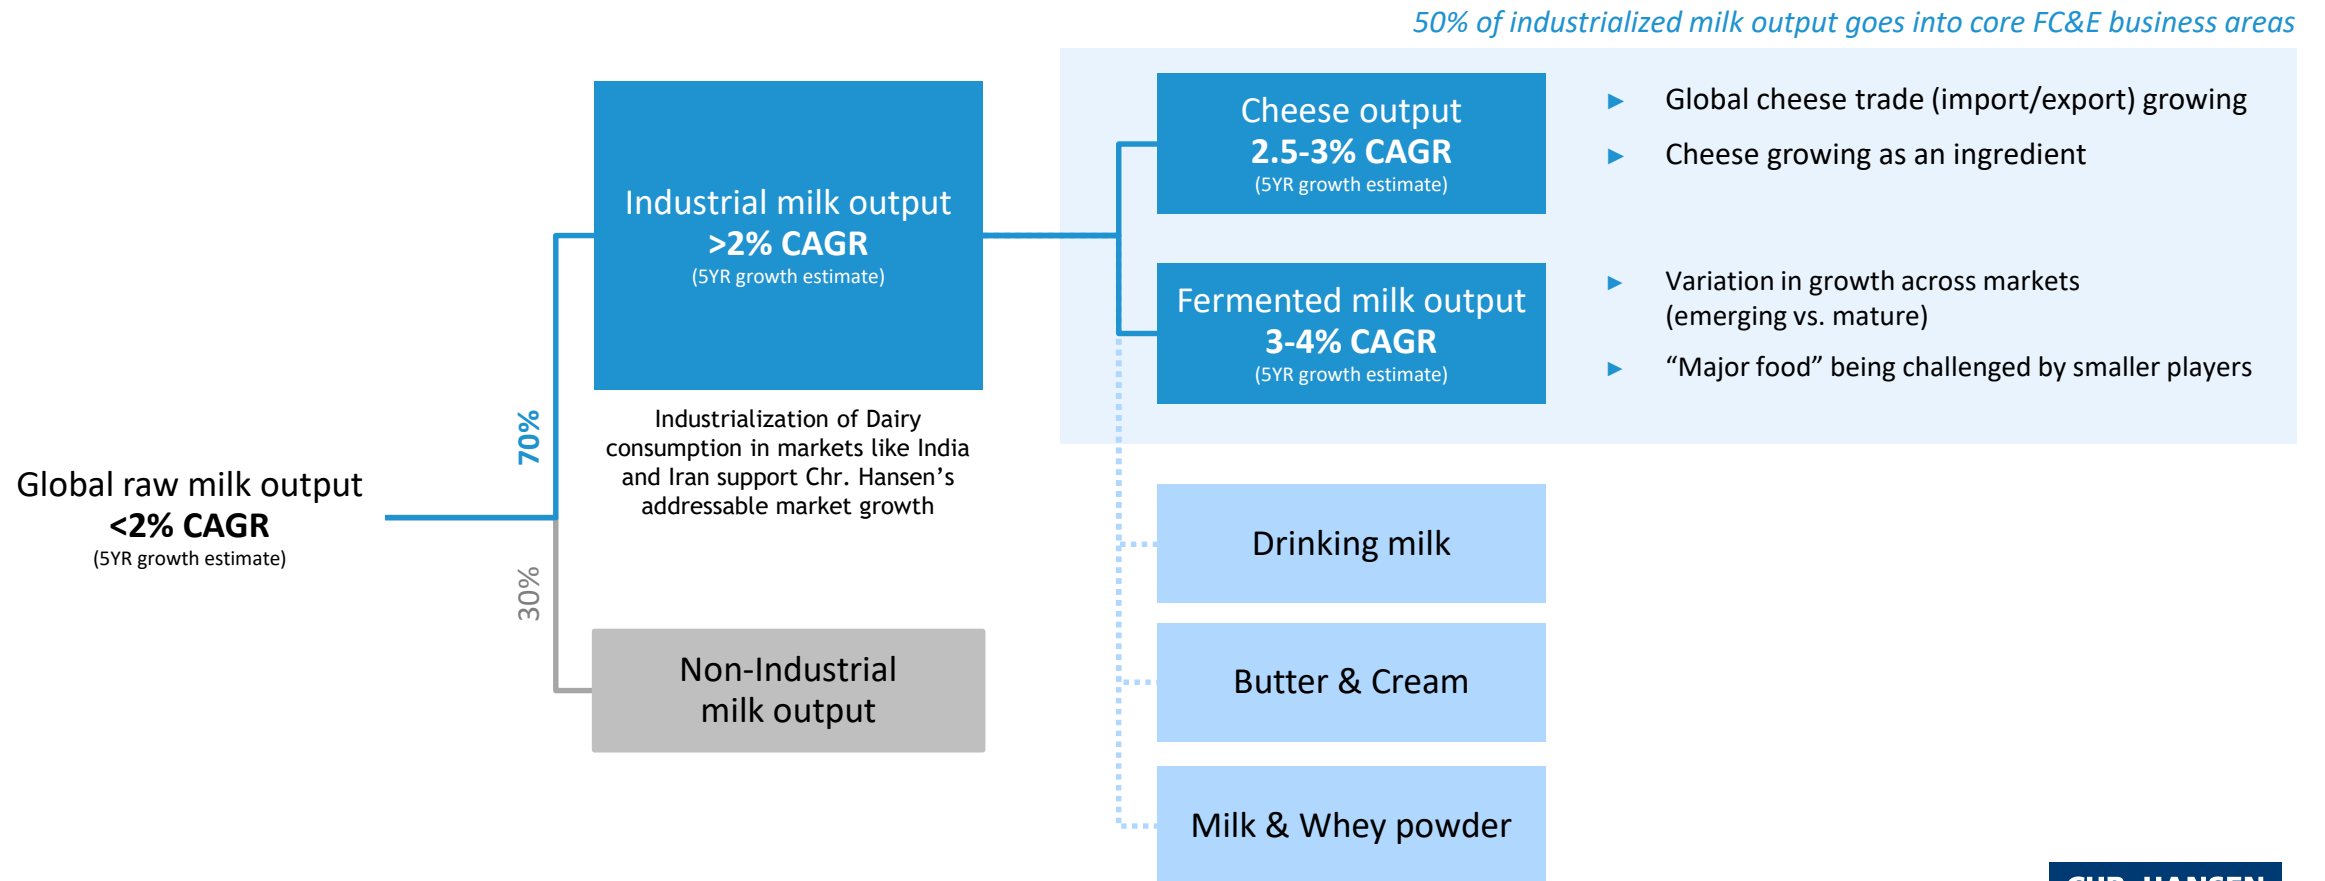 50% of industrialized milk output goes into core FC&E business areas
Global raw milk output
<2% CAGR
(5YR growth estimate)
70%
30%
Industrial milk output
>2% CAGR
(5YR growth estimate)
Industrialization of Dairy
consumption in markets like India
and Iran support Chr. Hansen’s
addressable market growth
Non-Industrial
milk output
Cheese output
2.5-3% CAGR
(5YR growth estimate)
► Global cheese trade (import/export) growing
► Cheese growing as an ingredient
Fermented milk output
3-4% CAGR
(5YR growth estimate)
► Variation in growth across markets
(emerging vs. mature)
► “Major food” being challenged by smaller players
Drinking milk
Butter & Cream
Milk & Whey powder
CHR HANSEN